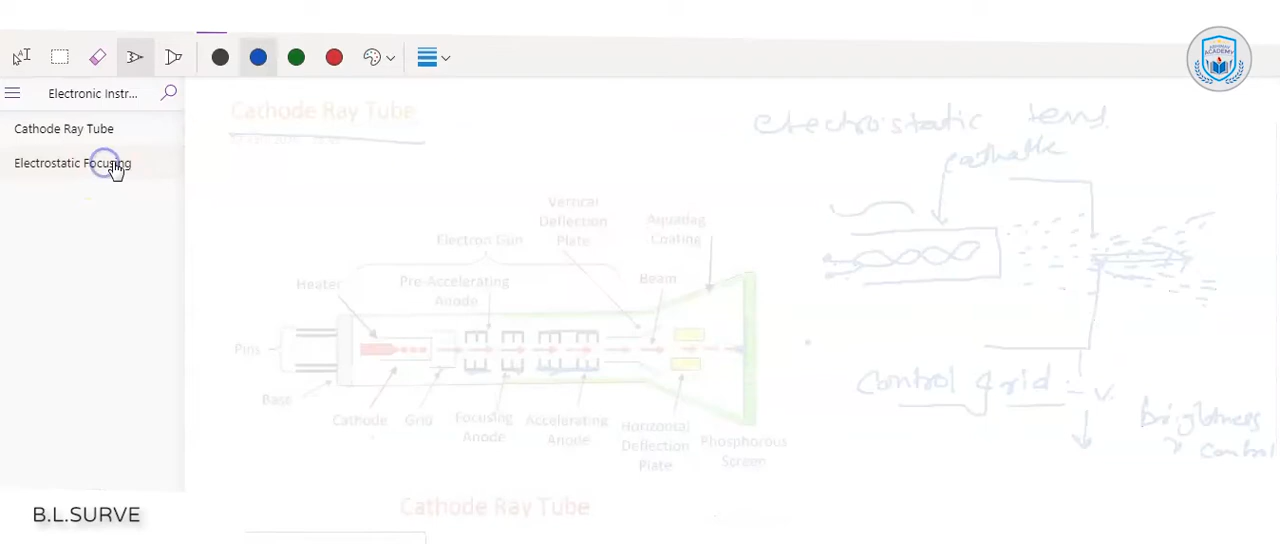 Electronic Instr...
Cathode Ray Tube
Electrostatic Focusing
Cathode Ray Tube
electrostatic lens.
cathode
Vertical
Deflection
Plate
Aquadag
Coating
Electron Gun
Pre-Accelerating
Anode
Heater
Beam
Pins
Base
Cathode
Grid
Focusing
Anode
Accelerating
Anode
Horizontal
Deflection
Plate
Phosphorous
Screen
Control grid = -v.
Brightness
control
Cathode Ray Tube
ACADEMY
B.L.SURVE